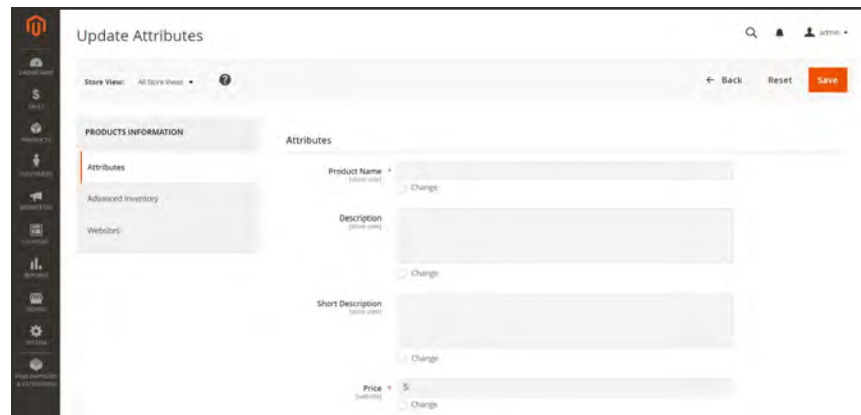 Update Attributes
admin
DASHBOARD
Store View: All Store Views
← Back Reset Save
$
SALES
PRODUCTS
PRODUCTS INFORMATION
Attributes
Product Name *
[store view]
Change
Attributes
CUSTOMERS
Advanced Inventory
MARKETING
Description
[store view]
Websites
CONTENT
Change
REPORTS
Short Description
[store view]
STORES
SYSTEM
Change
FIND PARTNERS
& EXTENSIONS
Price *
[website]
$
Change